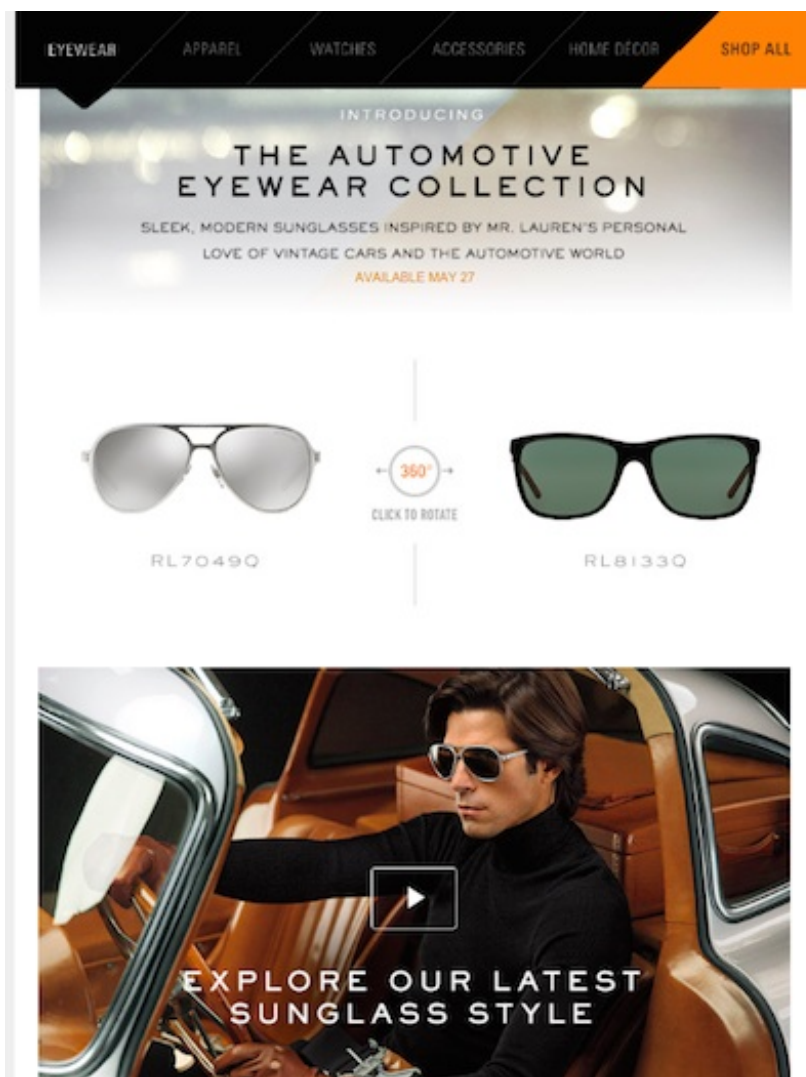 EYEWEAR APPAREL WATCHES ACCESSORIES HOME DÉCOR SHOP ALL
INTRODUCING
THE AUTOMOTIVE
EYEWEAR COLLECTION
SLEEK, MODERN SUNGLASSES INSPIRED BY MR. LAUREN'S PERSONAL
LOVE OF VINTAGE CARS AND THE AUTOMOTIVE WORLD
AVAILABLE MAY 27
360°
CLICK TO ROTATE
RL7049Q
RL8133Q
EXPLORE OUR LATEST
SUNGLASS STYLE